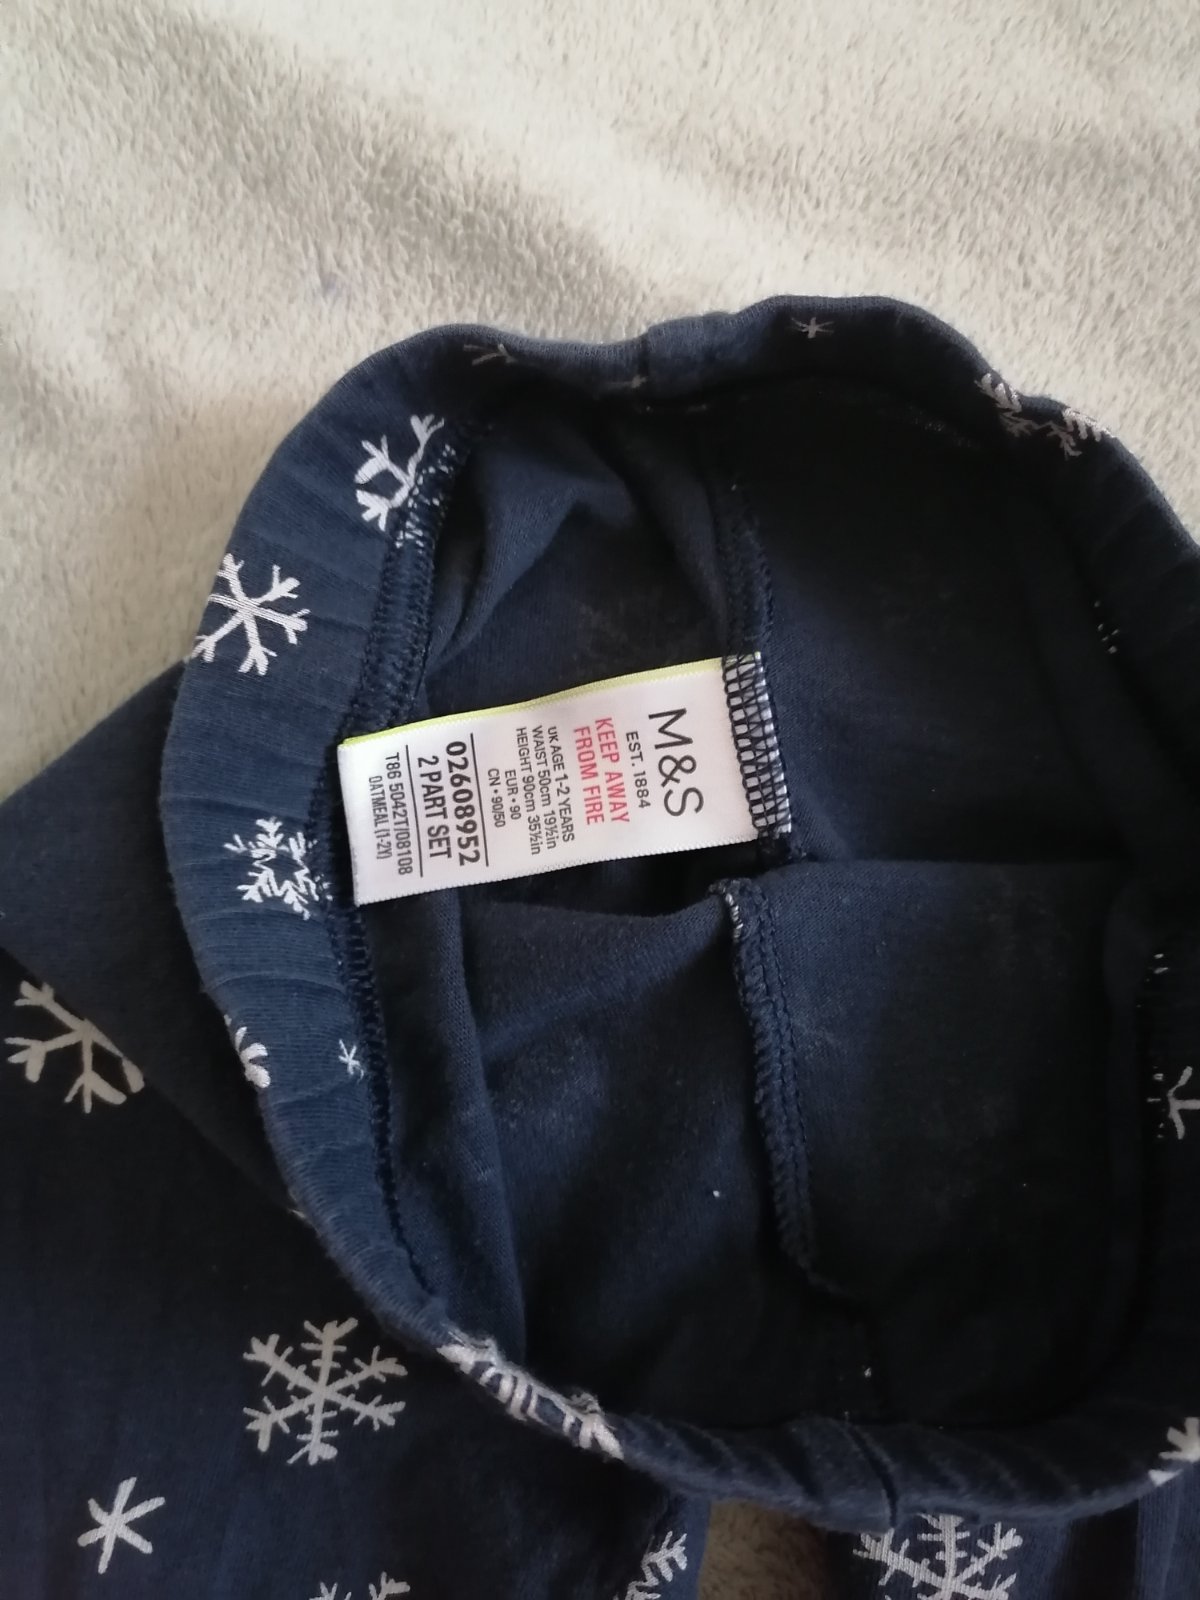 M&S
EST. 1884
KEEP AWAY
FROM FIRE
UK AGE 1-2 YEARS
WAIST 50cm 19½in
HEIGHT 90cm 35½in
EUR • 90
CN • 90/50
02608952
2 PART SET
T86 5042T/08108
OATMEAL (1-2Y)